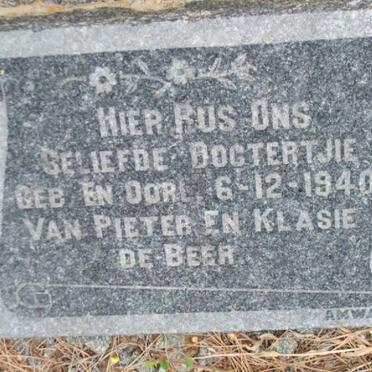 HIER RUS ONS
GELIEFDE DOGTERTJIE
GEB EN OORL. 6-12-1940
VAN PIETER EN KLASIE
DE BEER